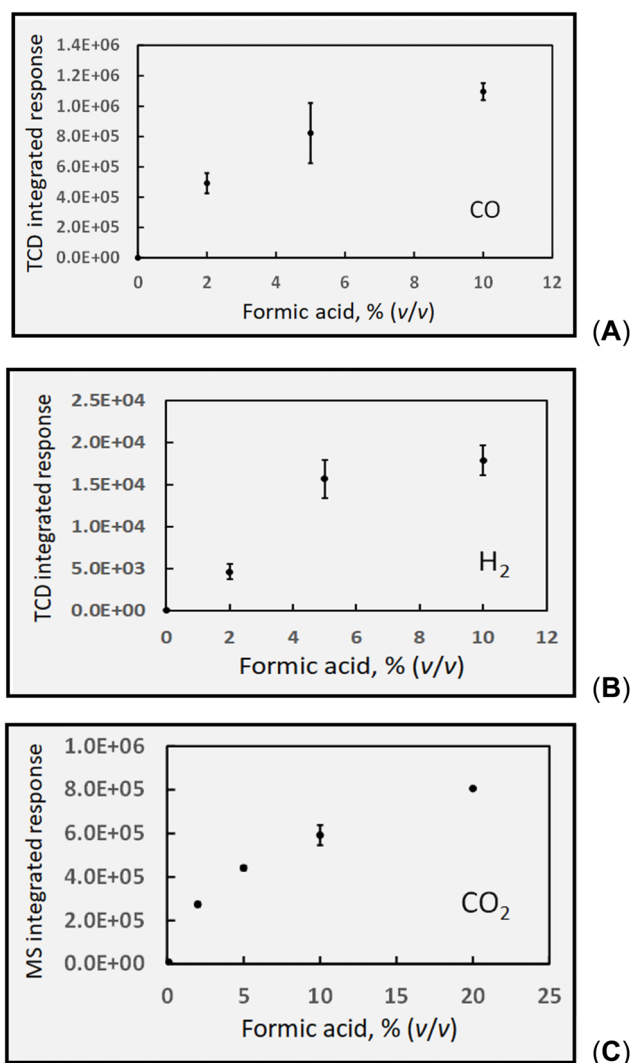 TCD integrated response
1.4E+06
1.2E+06
1.0E+06
8.0E+05
6.0E+05
4.0E+05
2.0E+05
0.0E+00
CO
0 2 4 6 8 10 12
Formic acid, % (v/v)
(A)
TCD integrated response
2.5E+04
2.0E+04
1.5E+04
1.0E+04
5.0E+03
0.0E+00
H2
0 2 4 6 8 10 12
Formic acid, % (v/v)
(B)
MS integrated response
1.0E+06
8.0E+05
6.0E+05
4.0E+05
2.0E+05
0.0E+00
CO2
0 5 10 15 20 25
Formic acid, % (v/v)
(C)